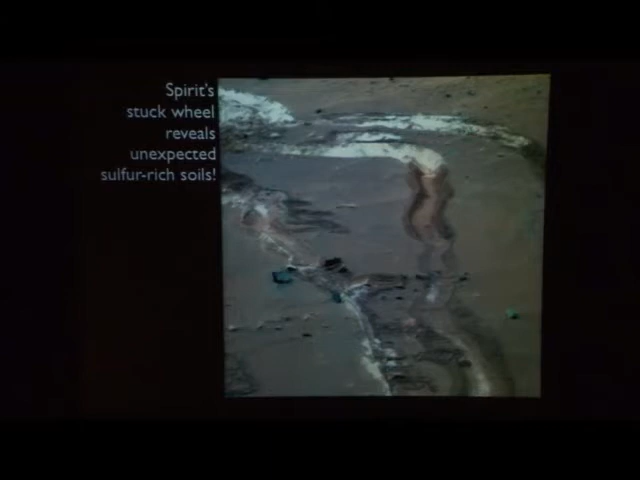 Spirit's
stuck wheel
reveals
unexpected
sulfur-rich soils!